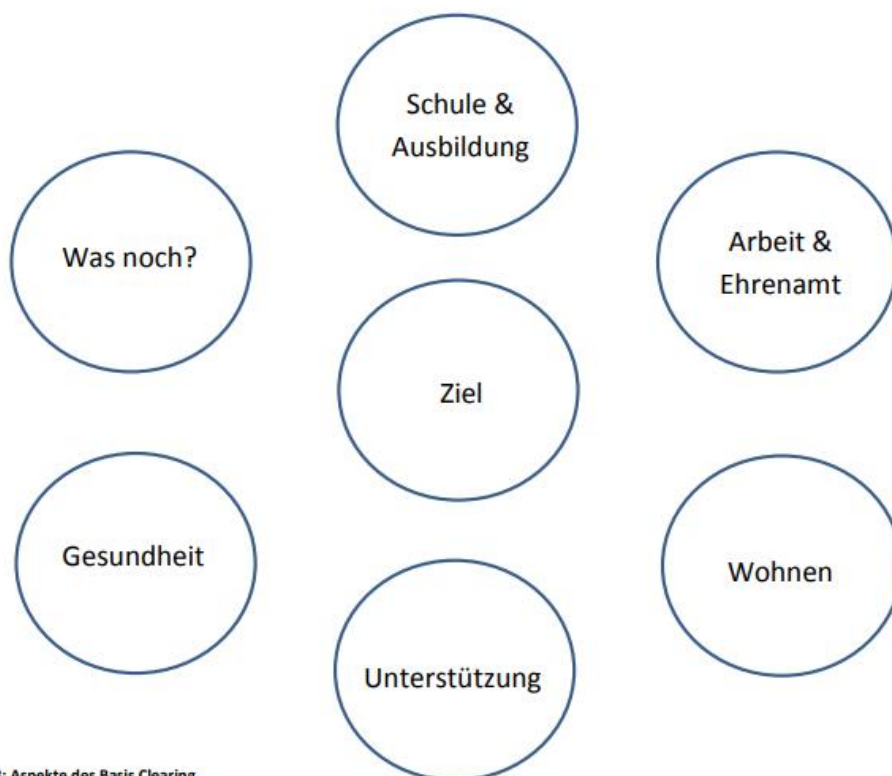 Schule &
Ausbildung
Was noch?
Arbeit &
Ehrenamt
Ziel
Gesundheit
Wohnen
Unterstützung
: Aspekte des Basis Clearing